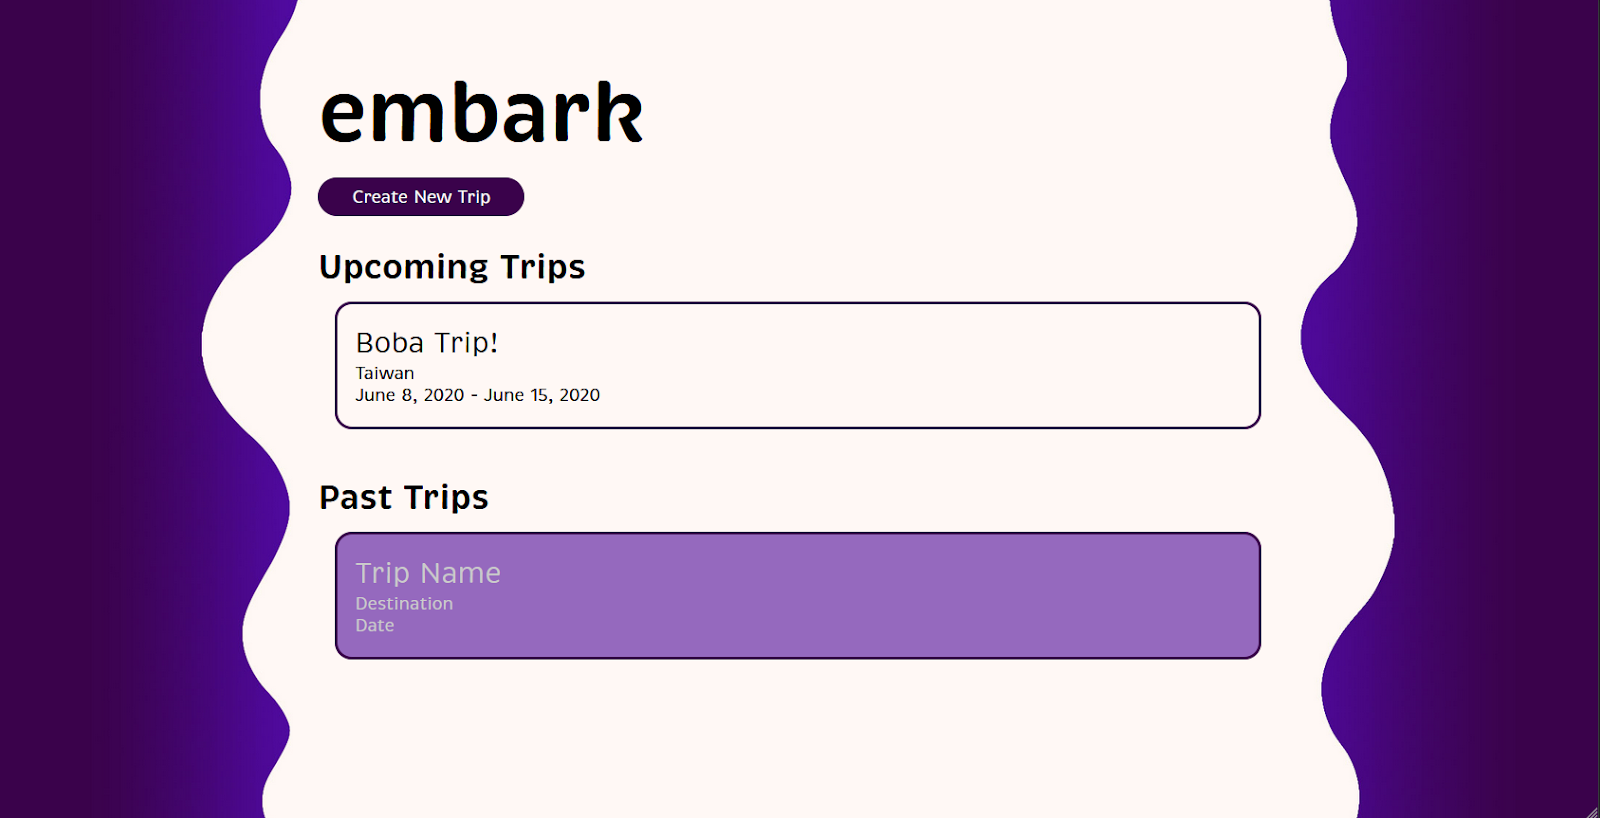 embark
Create New Trip
Upcoming Trips
Boba Trip!
Taiwan
June 8, 2020 - June 15, 2020
Past Trips
Trip Name
Destination
Date